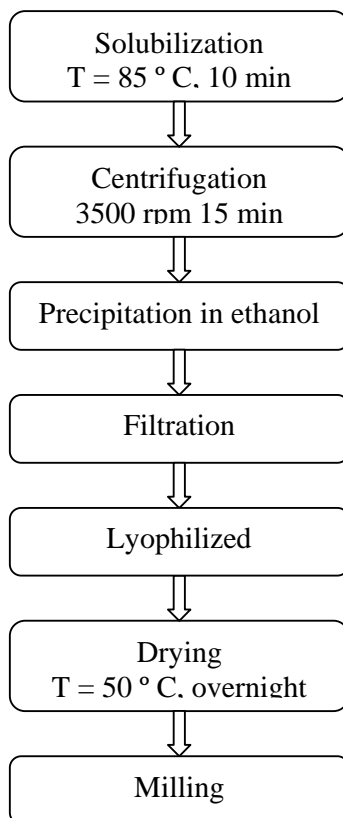 Solubilization
T = 85 º C, 10 min
Centrifugation
3500 rpm 15 min
Precipitation in ethanol
Filtration
Lyophilized
Drying
T = 50 º C, overnight
Milling